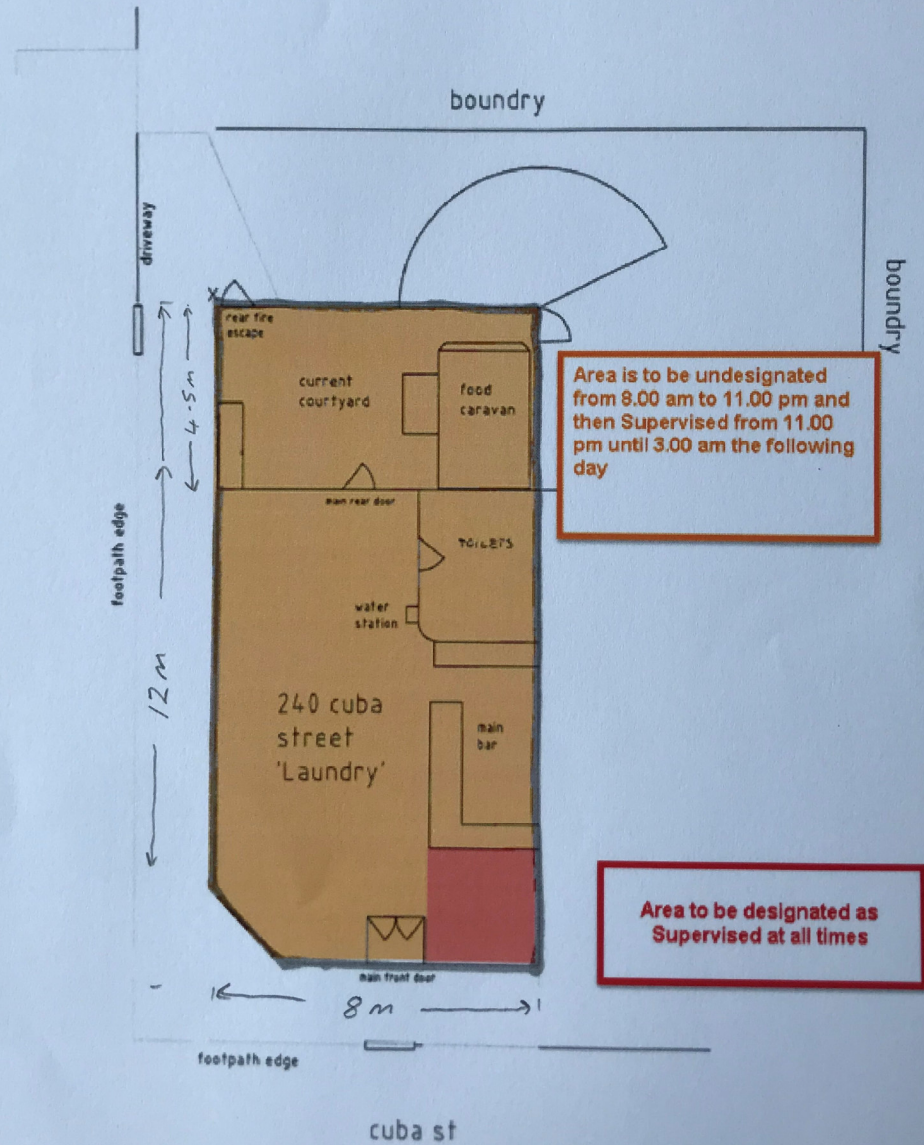 boundry
driveway
boundry
rear fire
escape
current
courtyard
food
caravan
4.5m
Area is to be undesignated
from 8.00 am to 11.00 pm and
then Supervised from 11.00
pm until 3.00 am the following
day
main rear door
footpath edge
TOILETS
water
station
12m
240 cuba
street
'Laundry'
main
bar
Area to be designated as
Supervised at all times
main front door
8m
footpath edge
cuba st